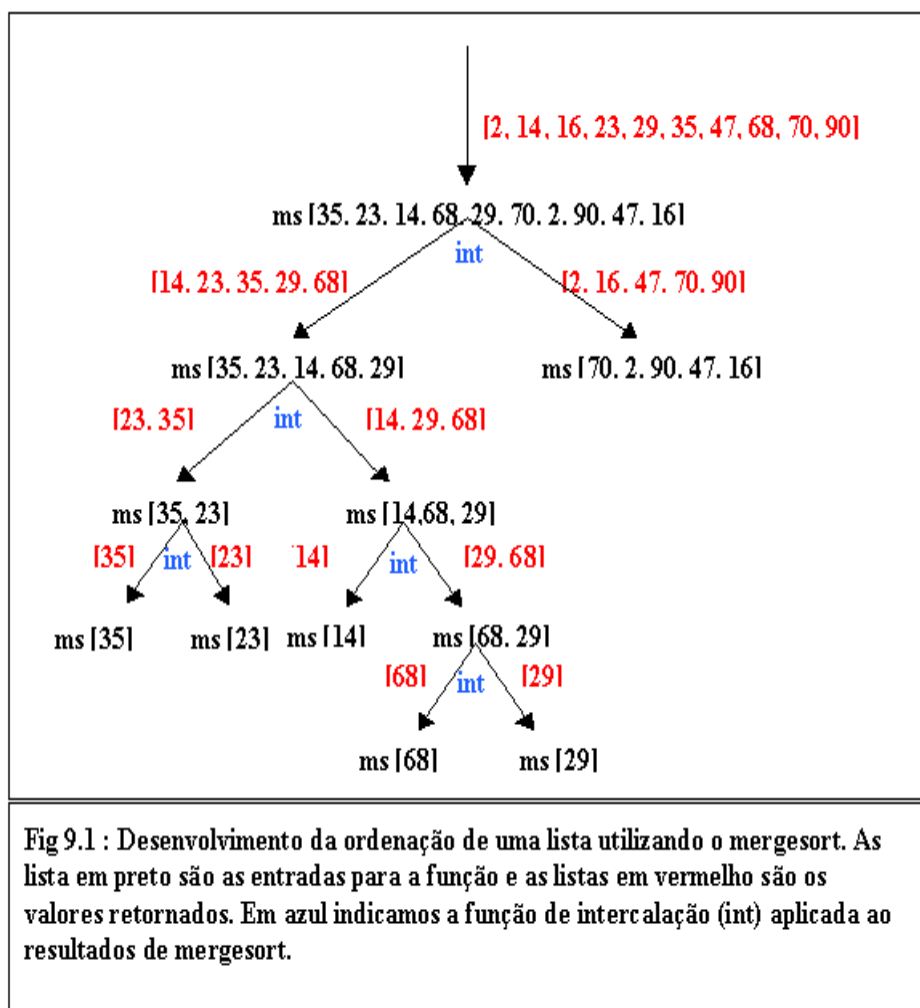 [2, 14, 16, 23, 29, 35, 47, 68, 70, 90]
ms [35. 23. 14. 68. 29. 70. 2. 90. 47. 16]
int
[14. 23. 35. 29. 68] [2. 16. 47. 70. 90]
ms [35. 23. 14. 68. 29] ms [70. 2. 90. 47. 16]
[23. 35] int [14. 29. 68]
ms [35, 23] ms [14,68, 29]
[35] int [23] 14] int [29. 68]
ms [35] ms [23] ms [14] ms [68. 29]
[68] int [29]
ms [68] ms [29]
Fig 9.1 : Desenvolvimento da ordenação de uma lista utilizando o mergesort. As
lista em preto são as entradas para a função e as listas em vermelho são os
valores retornados. Em azul indicamos a função de intercalação (int) aplicada ao
resultados de mergesort.